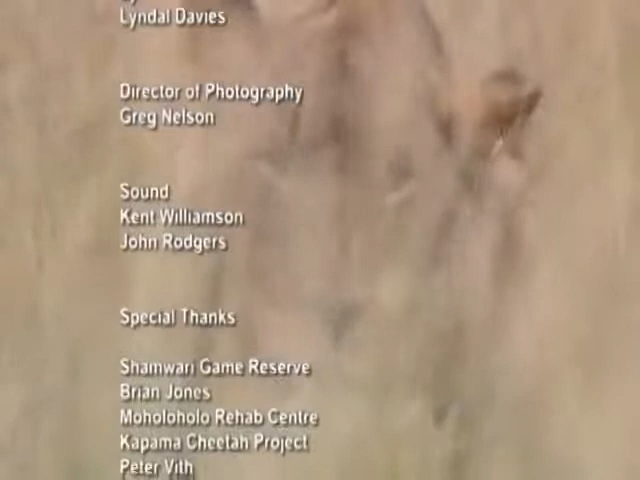 Lyndal Davies
Director of Photography
Greg Nelson
Sound
Kent Williamson
John Rodgers
Special Thanks
Shamwari Game Reserve
Brian Jones
Moholoholo Rehab Centre
Kapama Cheetah Project
Peter Vith